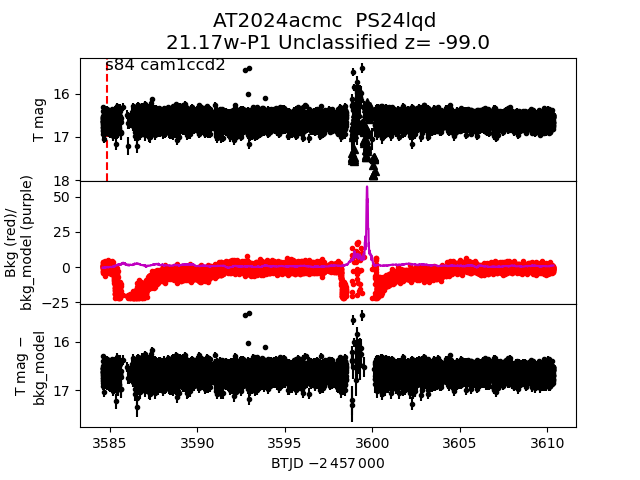 AT2024acmc  PS24lqd
21.17w-P1 Unclassified z= -99.0
s84 cam1ccd2
T mag
16
17
18
Bkg (red)/
bkg_model (purple)
50
25
0
−25
T mag −
bkg_model
16
17
3585
3590
3595
3600
3605
3610
BTJD −2 457 000